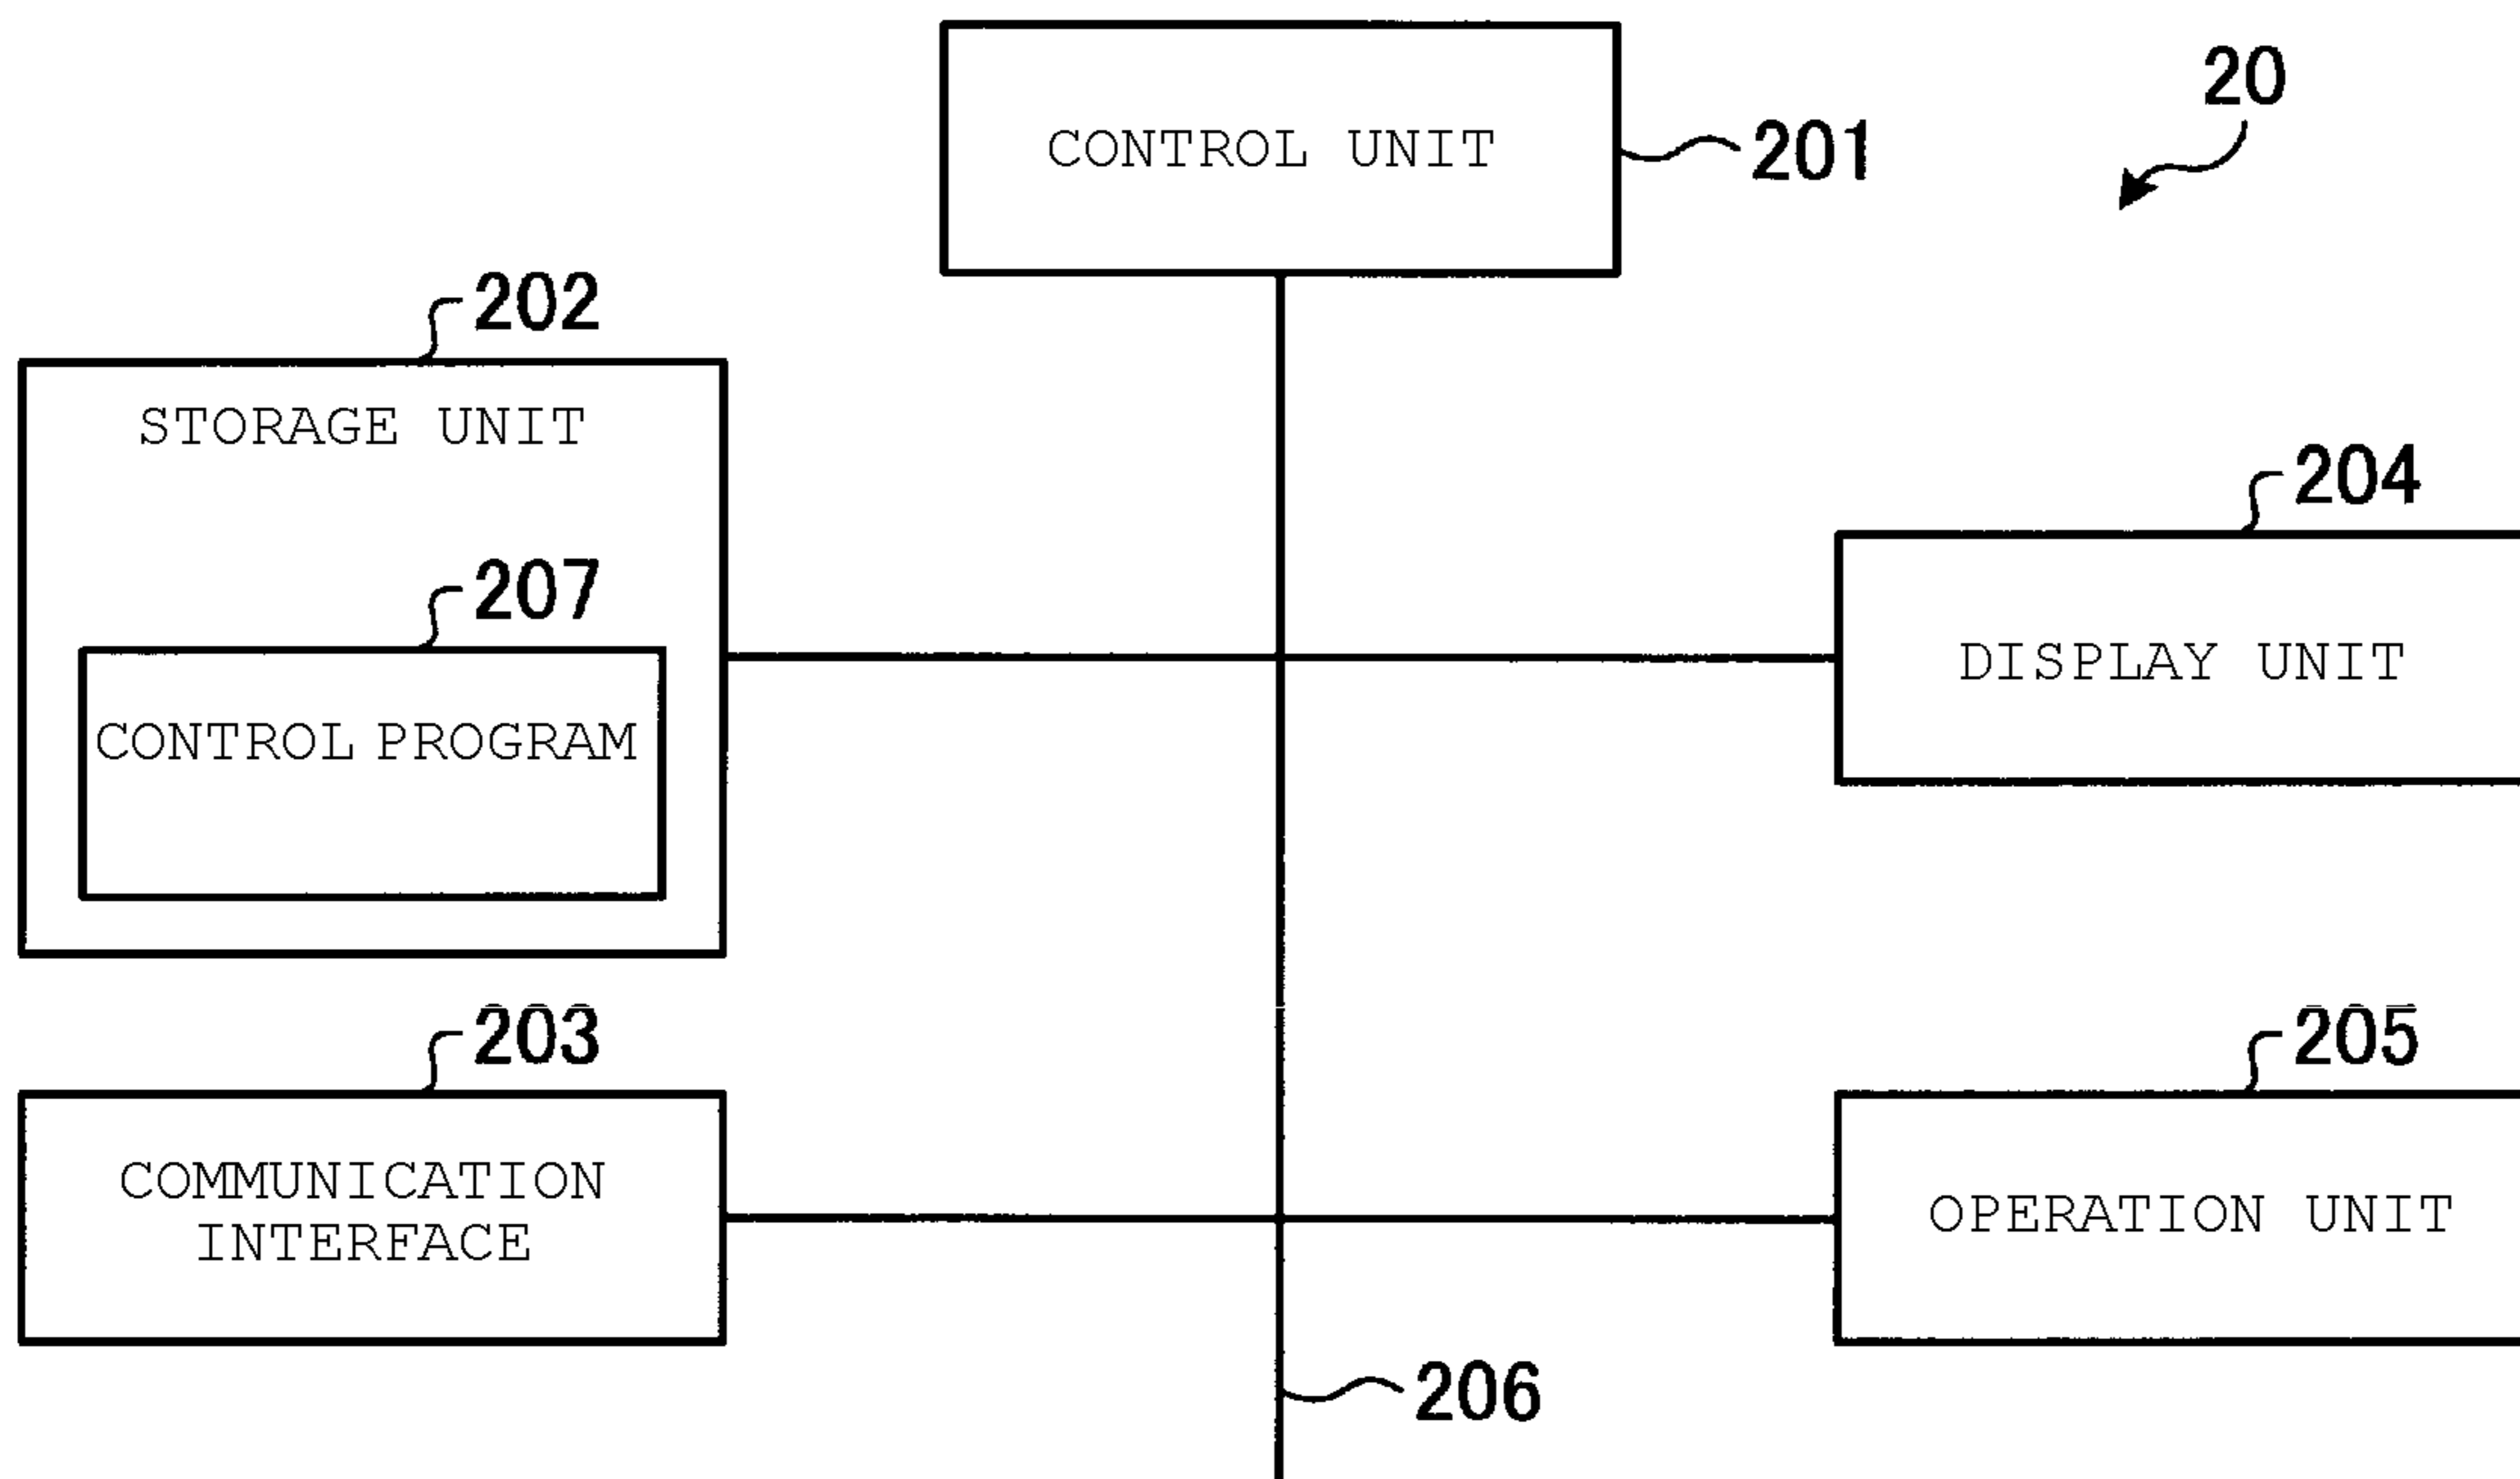 20
CONTROL UNIT
201
202
STORAGE UNIT
204
207
DISPLAY UNIT
CONTROL PROGRAM
203
205
COMMUNICATION
INTERFACE
OPERATION UNIT
206